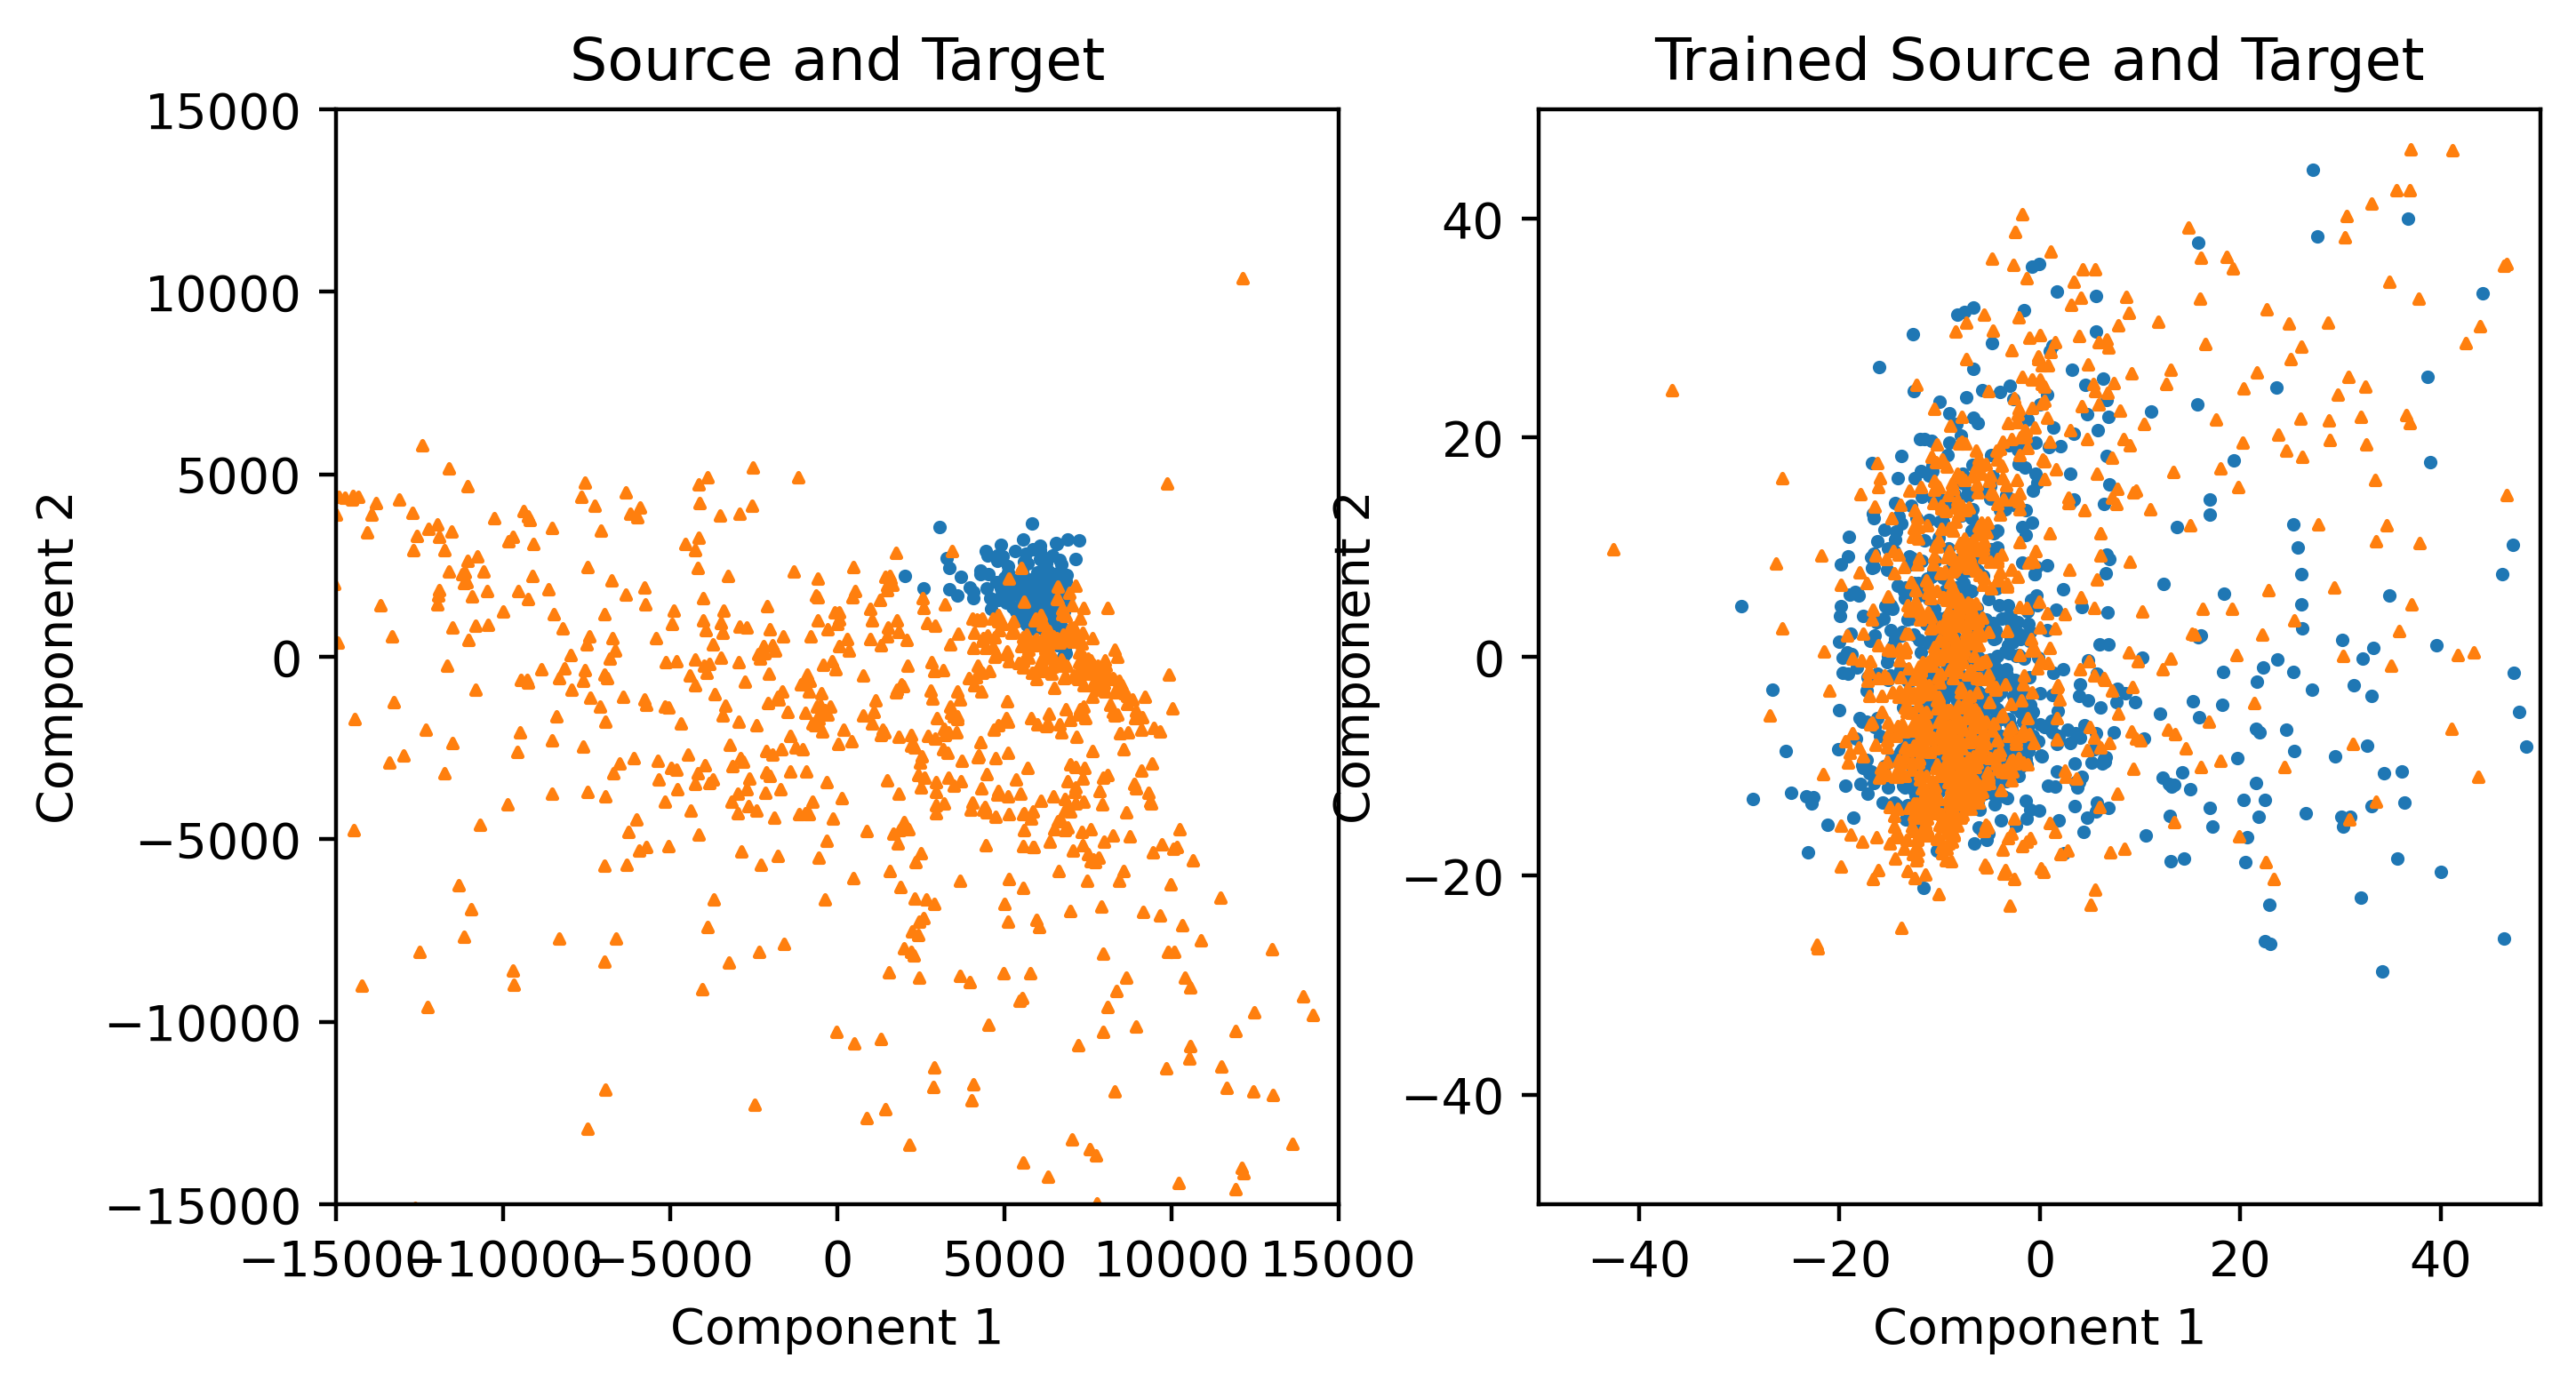 Source and Target
Component 2
15000
10000
5000
0
−5000
−10000
−15000
−15000 −10000 −5000 0 5000 10000 15000
Component 1
Trained Source and Target
Component 2
40
20
0
−20
−40
−40 −20 0 20 40
Component 1